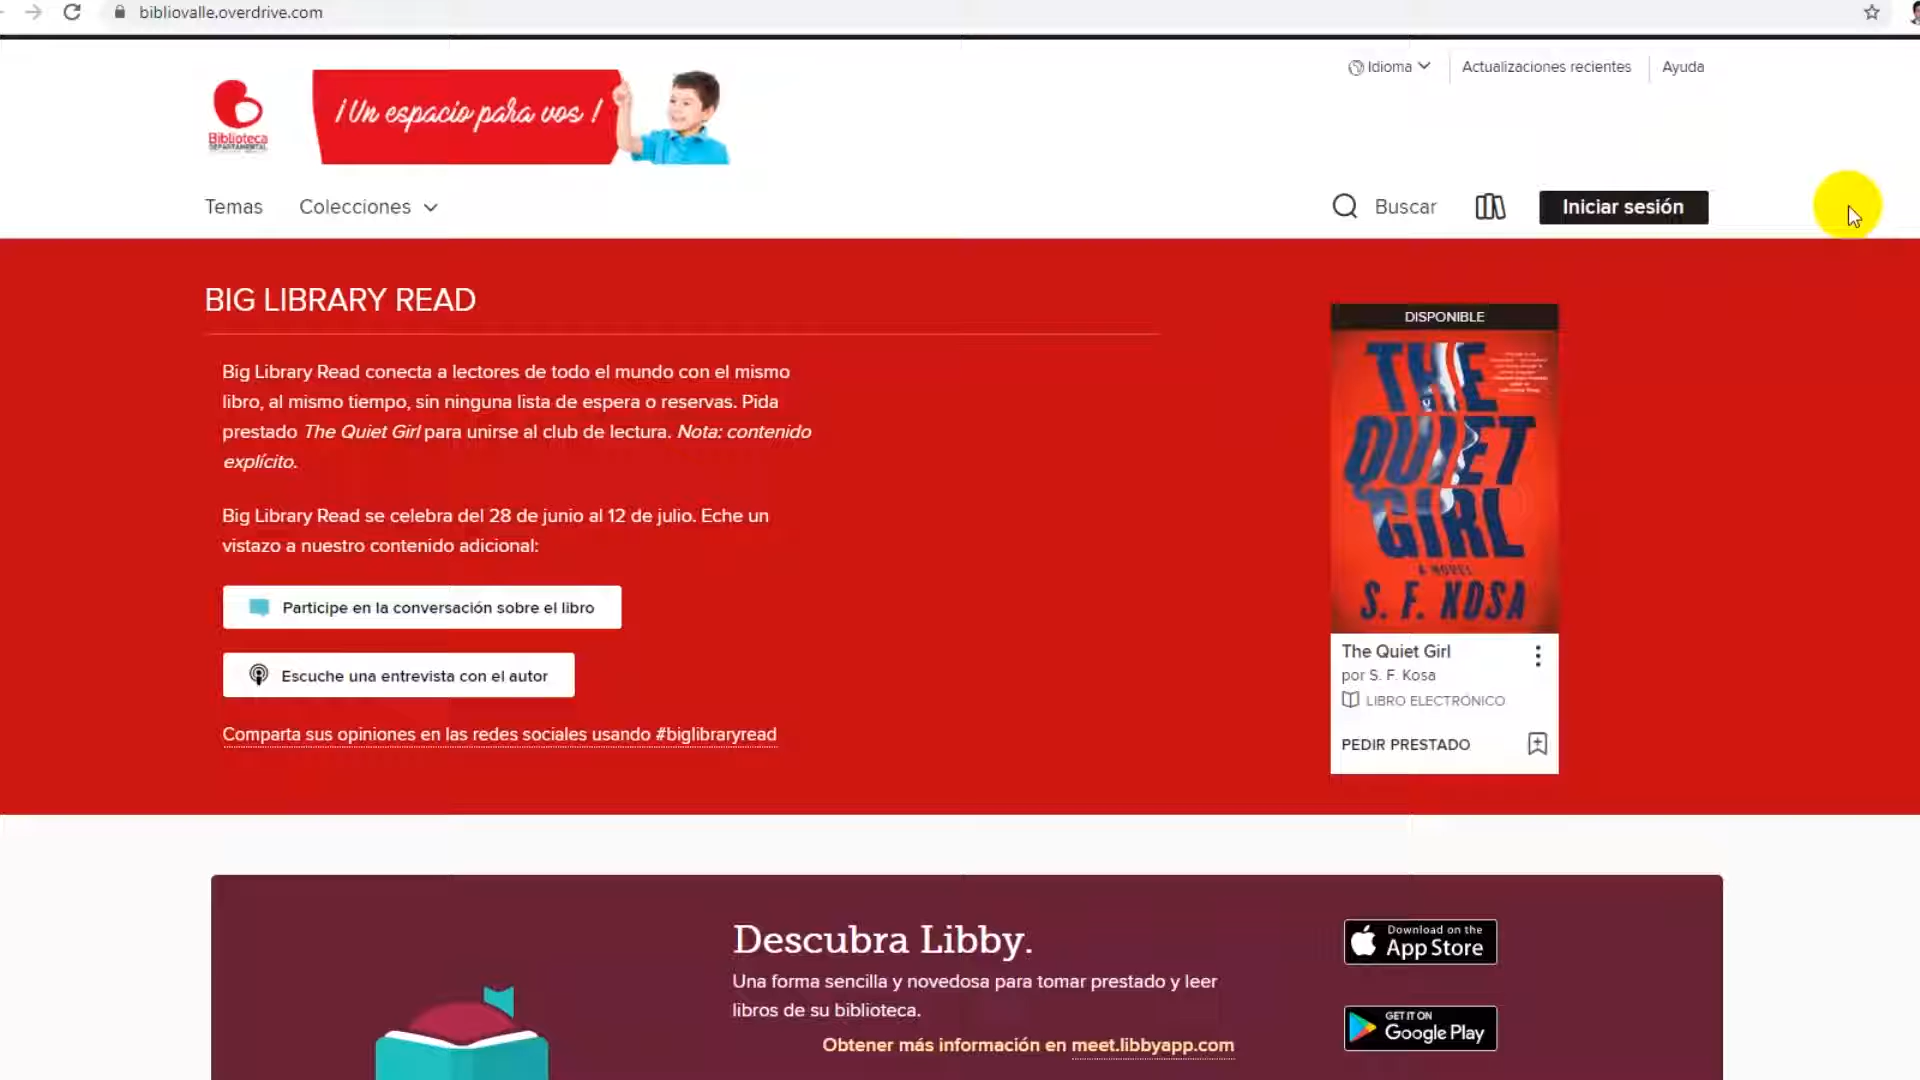 bibliovalle.overdrive.com
Idioma
Actualizaciones recientes
Ayuda
Biblioteca
DEPARTAMENTAL
¡Un espacio para vos!
Temas
Colecciones
Buscar
Iniciar sesión
BIG LIBRARY READ
Big Library Read conecta a lectores de todo el mundo con el mismo
libro, al mismo tiempo, sin ninguna lista de espera o reservas. Pida
prestado The Quiet Girl para unirse al club de lectura. Nota: contenido
explícito.
Big Library Read se celebra del 28 de junio al 12 de julio. Eche un
vistazo a nuestro contenido adicional:
Participe en la conversación sobre el libro
Escuche una entrevista con el autor
Comparta sus opiniones en las redes sociales usando #biglibraryread
DISPONIBLE
THE
QUIET
GIRL
A NOVEL
S. F. KOSA
The Quiet Girl
por S. F. Kosa
LIBRO ELECTRÓNICO
PEDIR PRESTADO
Descubra Libby.
Una forma sencilla y novedosa para tomar prestado y leer
libros de su biblioteca.
Obtener más información en meet.libbyapp.com
Download on the
App Store
GET IT ON
Google Play